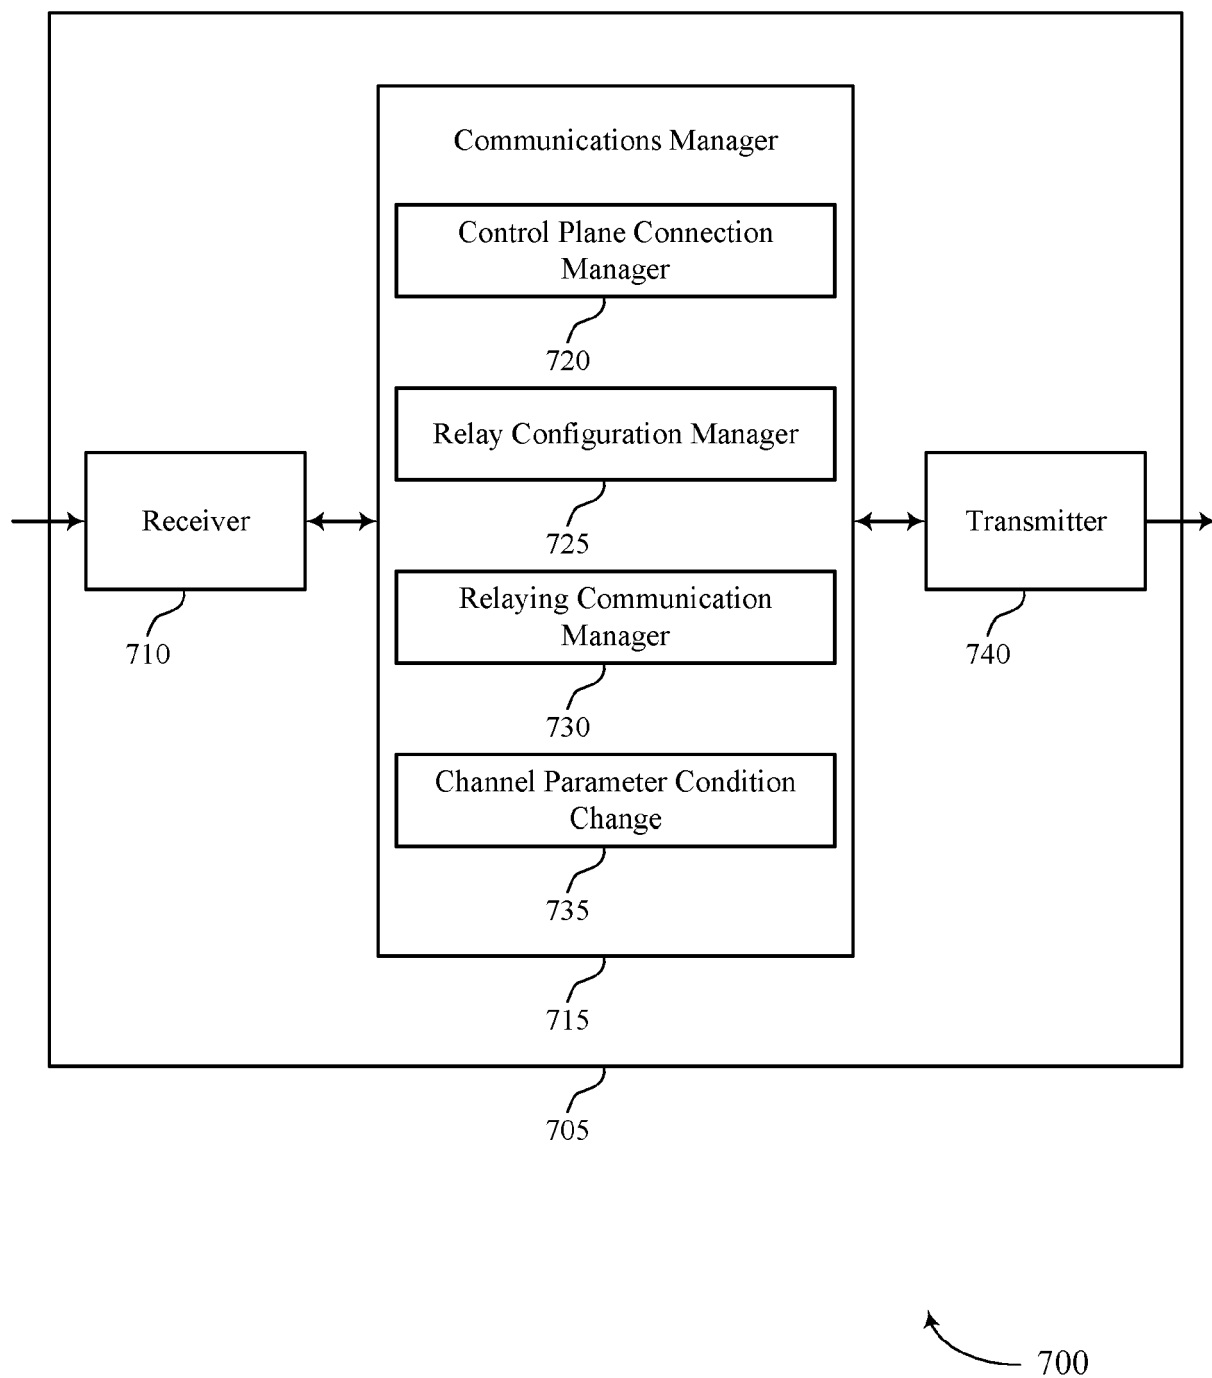 Communications Manager
Control Plane Connection
Manager
720
Relay Configuration Manager
725
Receiver
710
Transmitter
740
Relaying Communication
Manager
730
Channel Parameter Condition
Change
735
715
705
700